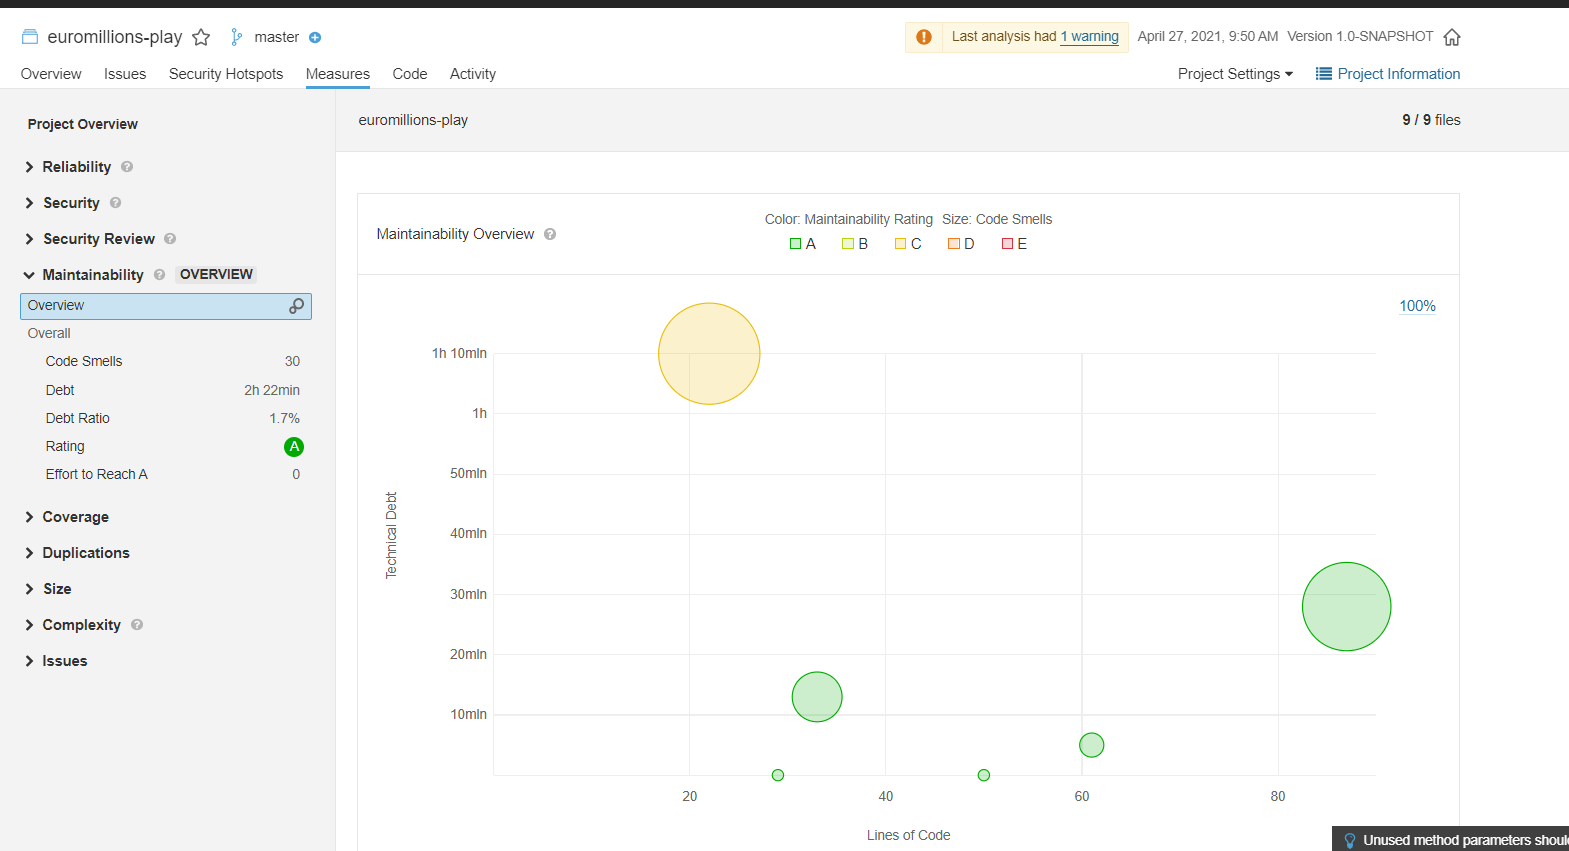 euromillions-play master
Last analysis had 1 warning April 27, 2021, 9:50 AM Version 1.0-SNAPSHOT
Overview Issues Security Hotspots Measures Code Activity
Project Settings Project Information
Project Overview
Reliability
Security
Security Review
Maintainability OVERVIEW
Overview
Overall
Code Smells 30
Debt 2h 22min
Debt Ratio 1.7%
Rating A
Effort to Reach A 0
Coverage
Duplications
Size
Complexity
Issues
euromillions-play 9 / 9 files
Maintainability Overview
Color: Maintainability Rating Size: Code Smells
A B C D E
100%
1h 10min
1h
50min
40min
30min
20min
10min
Technical Debt
20 40 60 80
Lines of Code
Unused method parameters shoul